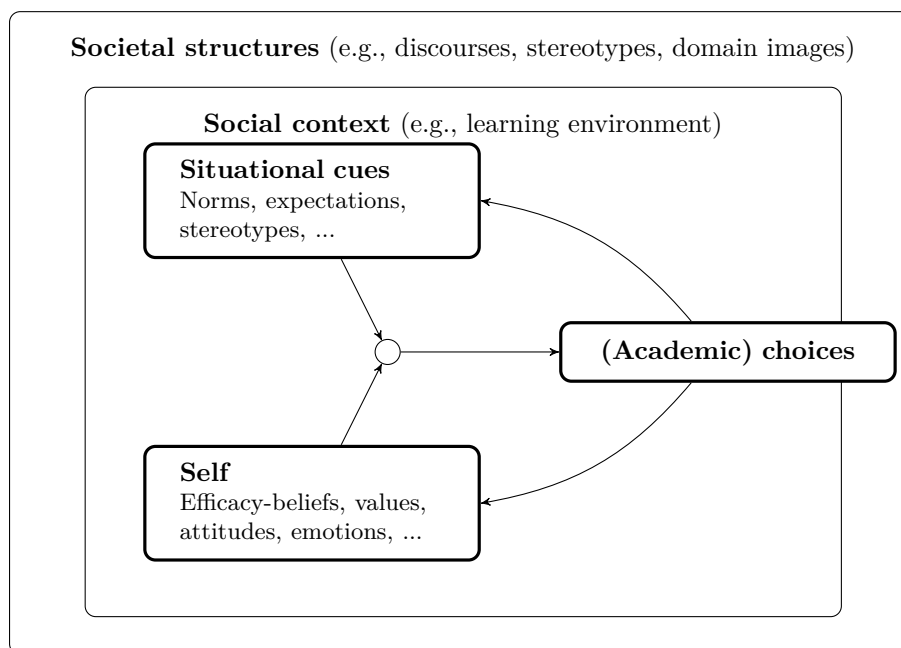 Societal structures (e.g., discourses, stereotypes, domain images)
Social context (e.g., learning environment)
Situational cues
Norms, expectations,
stereotypes, ...
(Academic) choices
Self
Efficacy-beliefs, values,
attitudes, emotions, ...